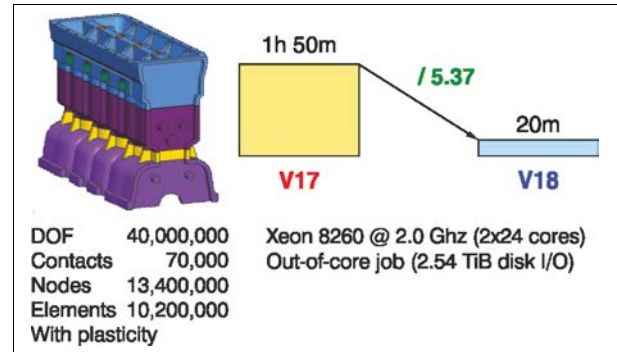 1h 50m
/ 5.37
20m
V17
V18
DOF 40,000,000
Contacts 70,000
Nodes 13,400,000
Elements 10,200,000
With plasticity
Xeon 8260 @ 2.0 Ghz (2x24 cores)
Out-of-core job (2.54 TiB disk I/O)